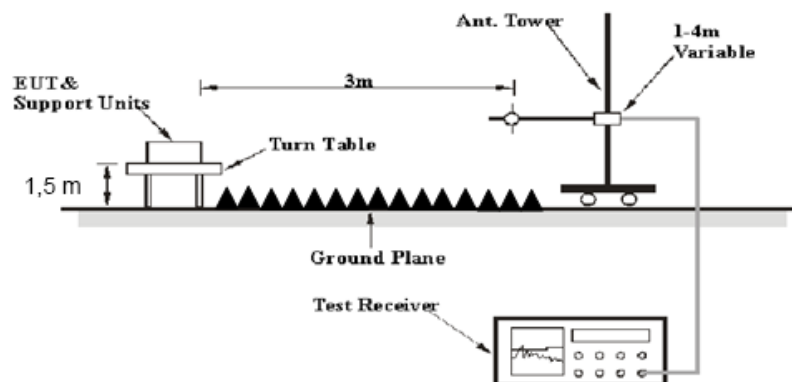 Ant. Tower
1-4m
Variable
EUT&
Support Units
3m
Turn Table
1,5 m
Ground Plane
Test Receiver